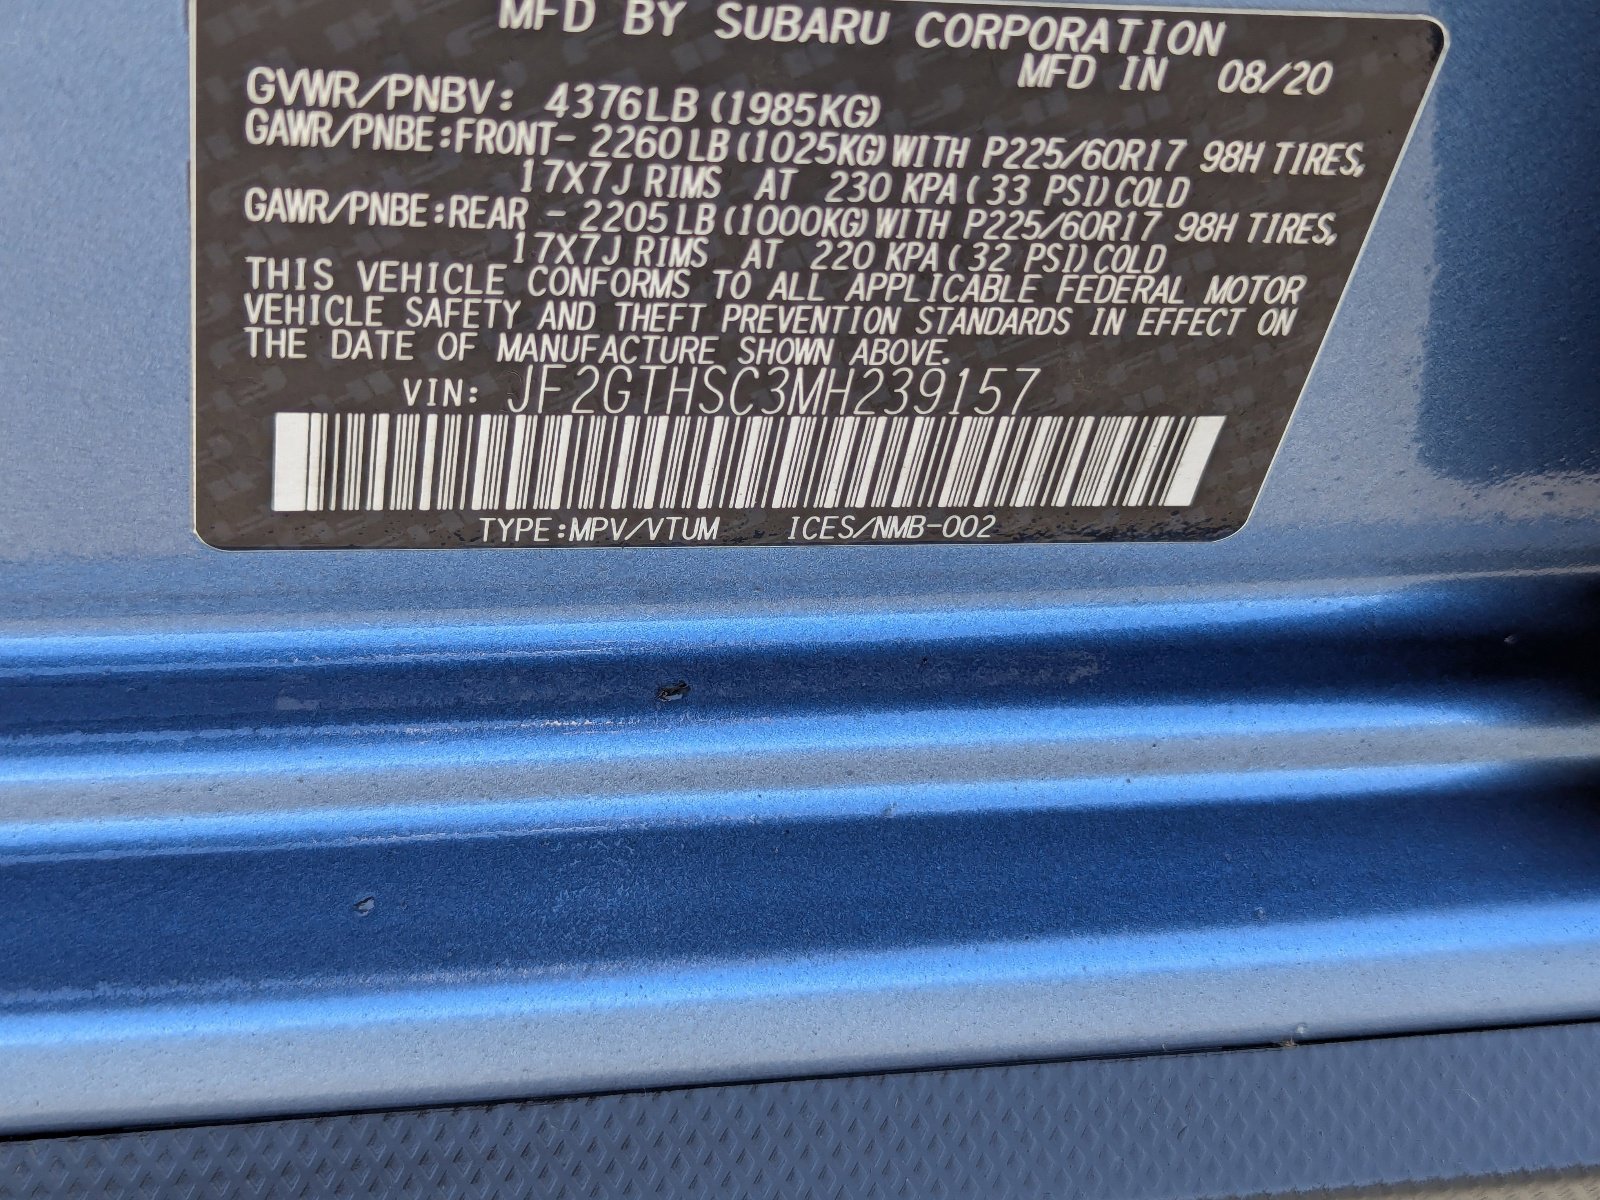 MFD BY SUBARU CORPORATION
MFD IN 08/20
GVWR/PNBV: 4376LB (1985KG)
GAWR/PNBE:FRONT- 2260LB (1025KG) WITH P225/60R17 98H TIRES,
17X7J RIMS AT 230 KPA (33 PSI) COLD
GAWR/PNBE:REAR - 2205LB (1000KG) WITH P225/60R17 98H TIRES,
17X7J RIMS AT 220 KPA (32 PSI) COLD
THIS VEHICLE CONFORMS TO ALL APPLICABLE FEDERAL MOTOR
VEHICLE SAFETY AND THEFT PREVENTION STANDARDS IN EFFECT ON
THE DATE OF MANUFACTURE SHOWN ABOVE.
VIN: JF2GTHSC3MH239157
TYPE:MPV/VTUM ICES/NMB-002